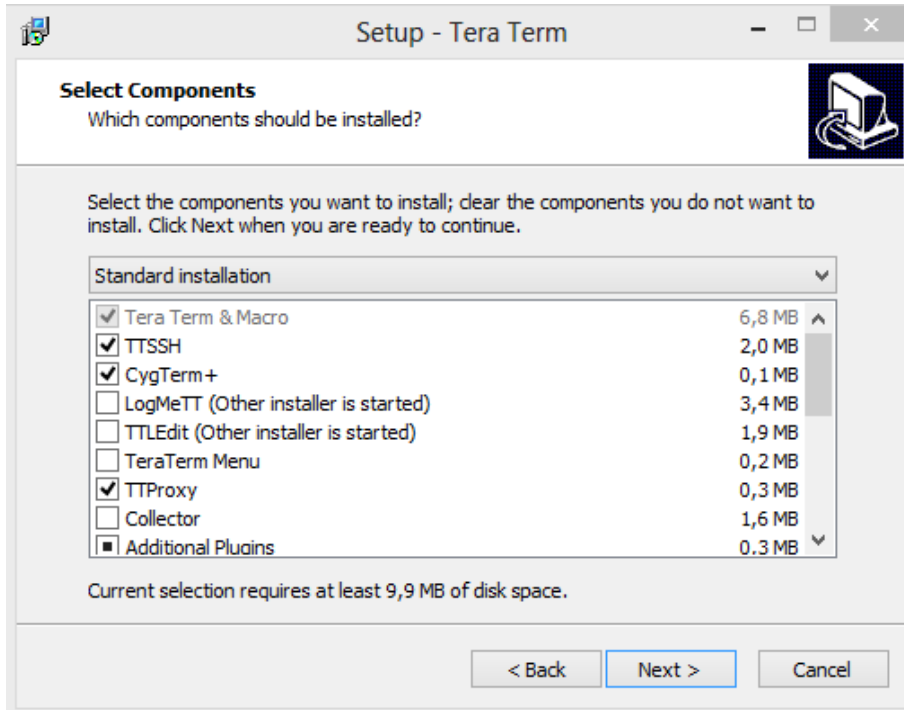 Setup - Tera Term
Select Components
Which components should be installed?
Select the components you want to install; clear the components you do not want to
install. Click Next when you are ready to continue.
Standard installation
Tera Term & Macro 6,8 MB
TTSSH 2,0 MB
CygTerm+ 0,1 MB
LogMeTT (Other installer is started) 3,4 MB
TTLEdit (Other installer is started) 1,9 MB
TeraTerm Menu 0,2 MB
TTProxy 0,3 MB
Collector 1,6 MB
Additional Plugins 0.3 MB
Current selection requires at least 9,9 MB of disk space.
< Back Next > Cancel